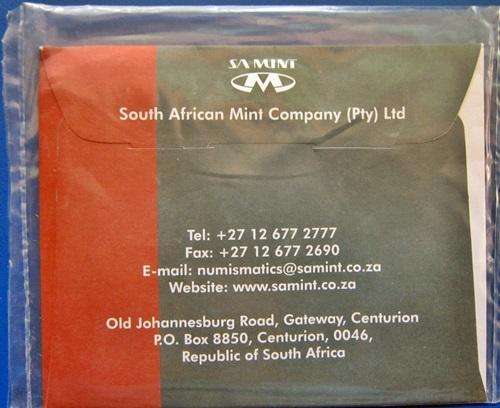 SA MINT
South African Mint Company (Pty) Ltd
Tel: +27 12 677 2777
Fax: +27 12 677 2690
E-mail: numismatics@samint.co.za
Website: www.samint.co.za
Old Johannesburg Road, Gateway, Centurion
P.O. Box 8850, Centurion, 0046,
Republic of South Africa